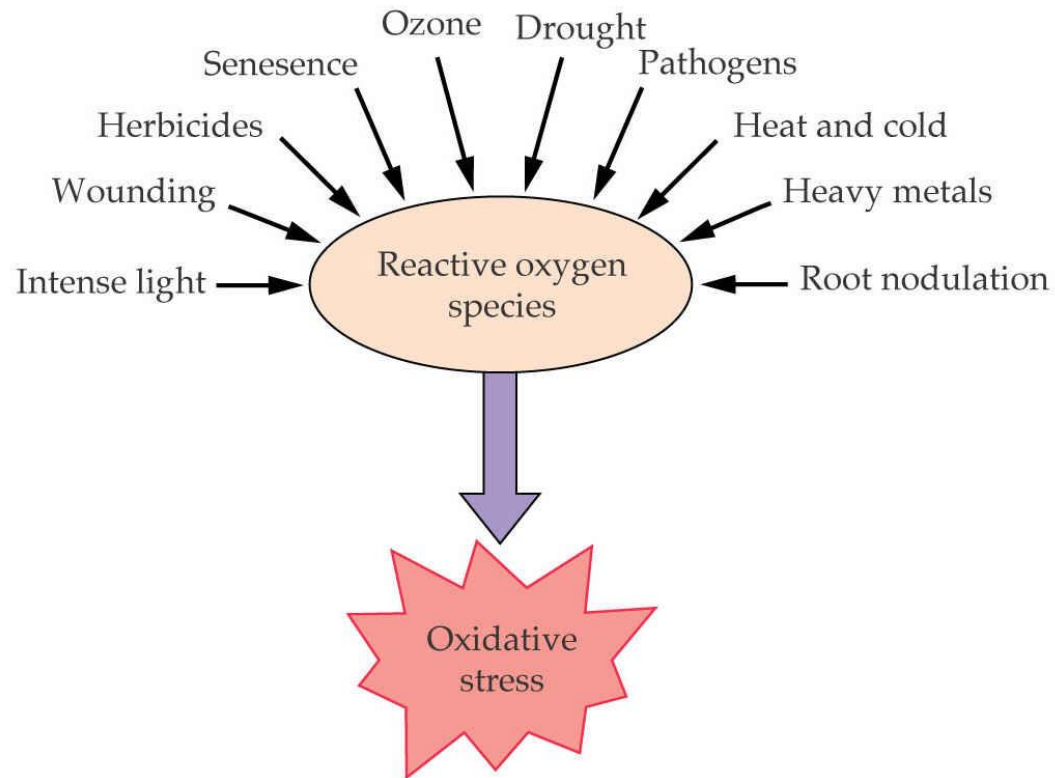 Ozone
Drought
Senesence
Pathogens
Herbicides
Heat and cold
Wounding
Heavy metals
Intense light
Reactive oxygen
species
Root nodulation
Oxidative
stress